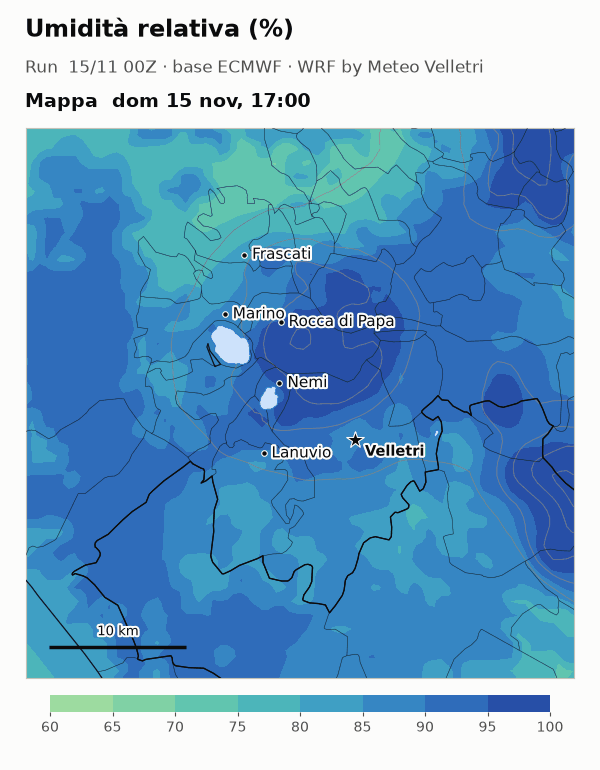 Umidità relativa (%)
Run  15/11 00Z · base ECMWF · WRF by Meteo Velletri
Mappa  dom 15 nov, 17:00
Frascati
Marino
Rocca di Papa
Nemi
Velletri
Lanuvio
10 km
60 65 70 75 80 85 90 95 100